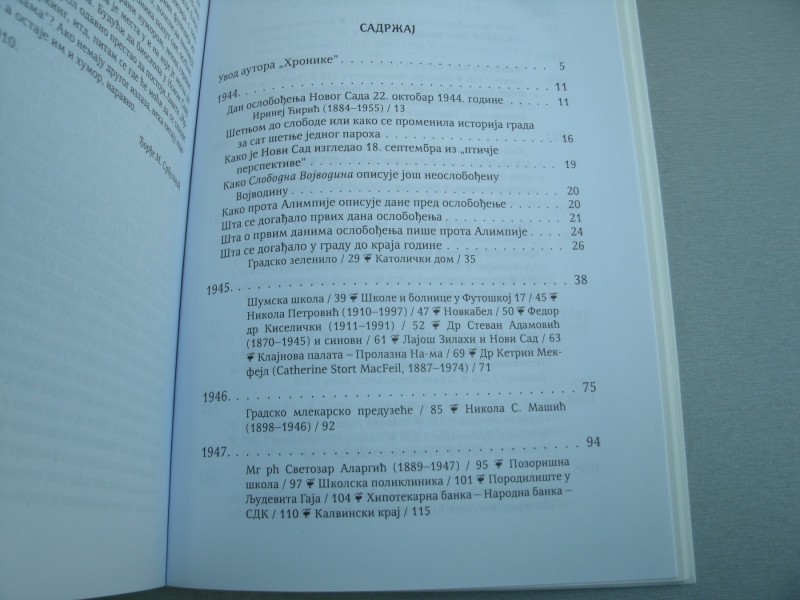 САДРЖАЈ
Увод аутора „Хронике“ . . . . . . . . . . . . . . . . 5
1944. . . . . . . . . . . . . . . . 11
Дан ослобођења Новог Сада 22. октобар 1944. године . . . . . . . 11
Иринеј Ћирић (1884–1955) / 13
Шетњом до слободе или како се променила историја града
за сат шетње једног пароха . . . . . . . . . . . . . . . . 16
Како је Нови Сад изгледао 18. септембра из „птичје
перспективе“ . . . . . . . . . . . . . . . . 19
Како Слободна Војводина описује још неослобођену
Војводину . . . . . . . . . . . . . . . . 20
Како прота Алимпије описује дане пред ослобођење . . . . . . . 20
Шта се догађало првих дана ослобођења . . . . . . . . . . . . 21
Шта о првим данима ослобођења пише прота Алимпије . . . . . 24
Шта се догађало у граду до краја године . . . . . . . . . . . . 26
Градско зеленило / 29 ❦ Католички дом / 35
1945. . . . . . . . . . . . . . . . 38
Шумска школа / 39 ❦ Школе и болнице у Футошкој 17 / 45 ❦
Никола Петровић (1910–1997) / 47 ❦ Новкабел / 50 ❦ Федор
др Киселички (1911–1991) / 52 ❦ Др Стеван Адамовић
(1870–1945) и синови / 61 ❦ Лајош Зилахи и Нови Сад / 63
❦ Клајнова палата – Пролазна На-ма / 69 ❦ Др Кетрин Мек-
фејл (Catherine Stort MacFeil, 1887–1974) / 71
1946. . . . . . . . . . . . . . . . 75
Градско млекарско предузеће / 85 ❦ Никола С. Машић
(1898–1946) / 92
1947. . . . . . . . . . . . . . . . 94
Мг ph Светозар Аларгић (1889–1947) / 95 ❦ Позоришна
школа / 97 ❦ Школска поликлиника / 101 ❦ Породилиште у
Људевита Гаја / 104 ❦ Хипотекарна банка – Народна банка –
СДК / 110 ❦ Калвински крај / 115